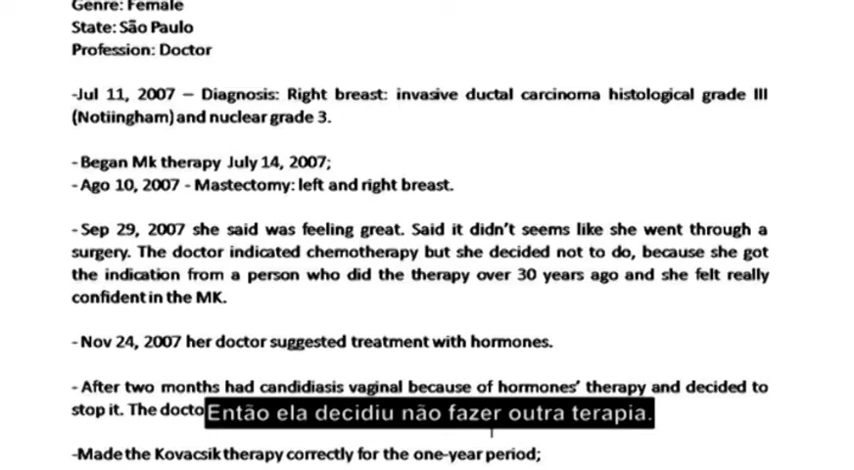 Genre: Female
State: São Paulo
Profession: Doctor
-Jul 11, 2007 – Diagnosis: Right breast: invasive ductal carcinoma histological grade III
(Notiingham) and nuclear grade 3.
- Began Mk therapy July 14, 2007;
- Ago 10, 2007 - Mastectomy: left and right breast.
- Sep 29, 2007 she said was feeling great. Said it didn't seems like she went through a
surgery. The doctor indicated chemotherapy but she decided not to do, because she got
the indication from a person who did the therapy over 30 years ago and she felt really
confident in the MK.
- Nov 24, 2007 her doctor suggested treatment with hormones.
- After two months had candidiasis vaginal because of hormones' therapy and decided to
stop it. The docto
Então ela decidiu não fazer outra terapia.
-Made the Kovacsik therapy correctly for the one-year period;